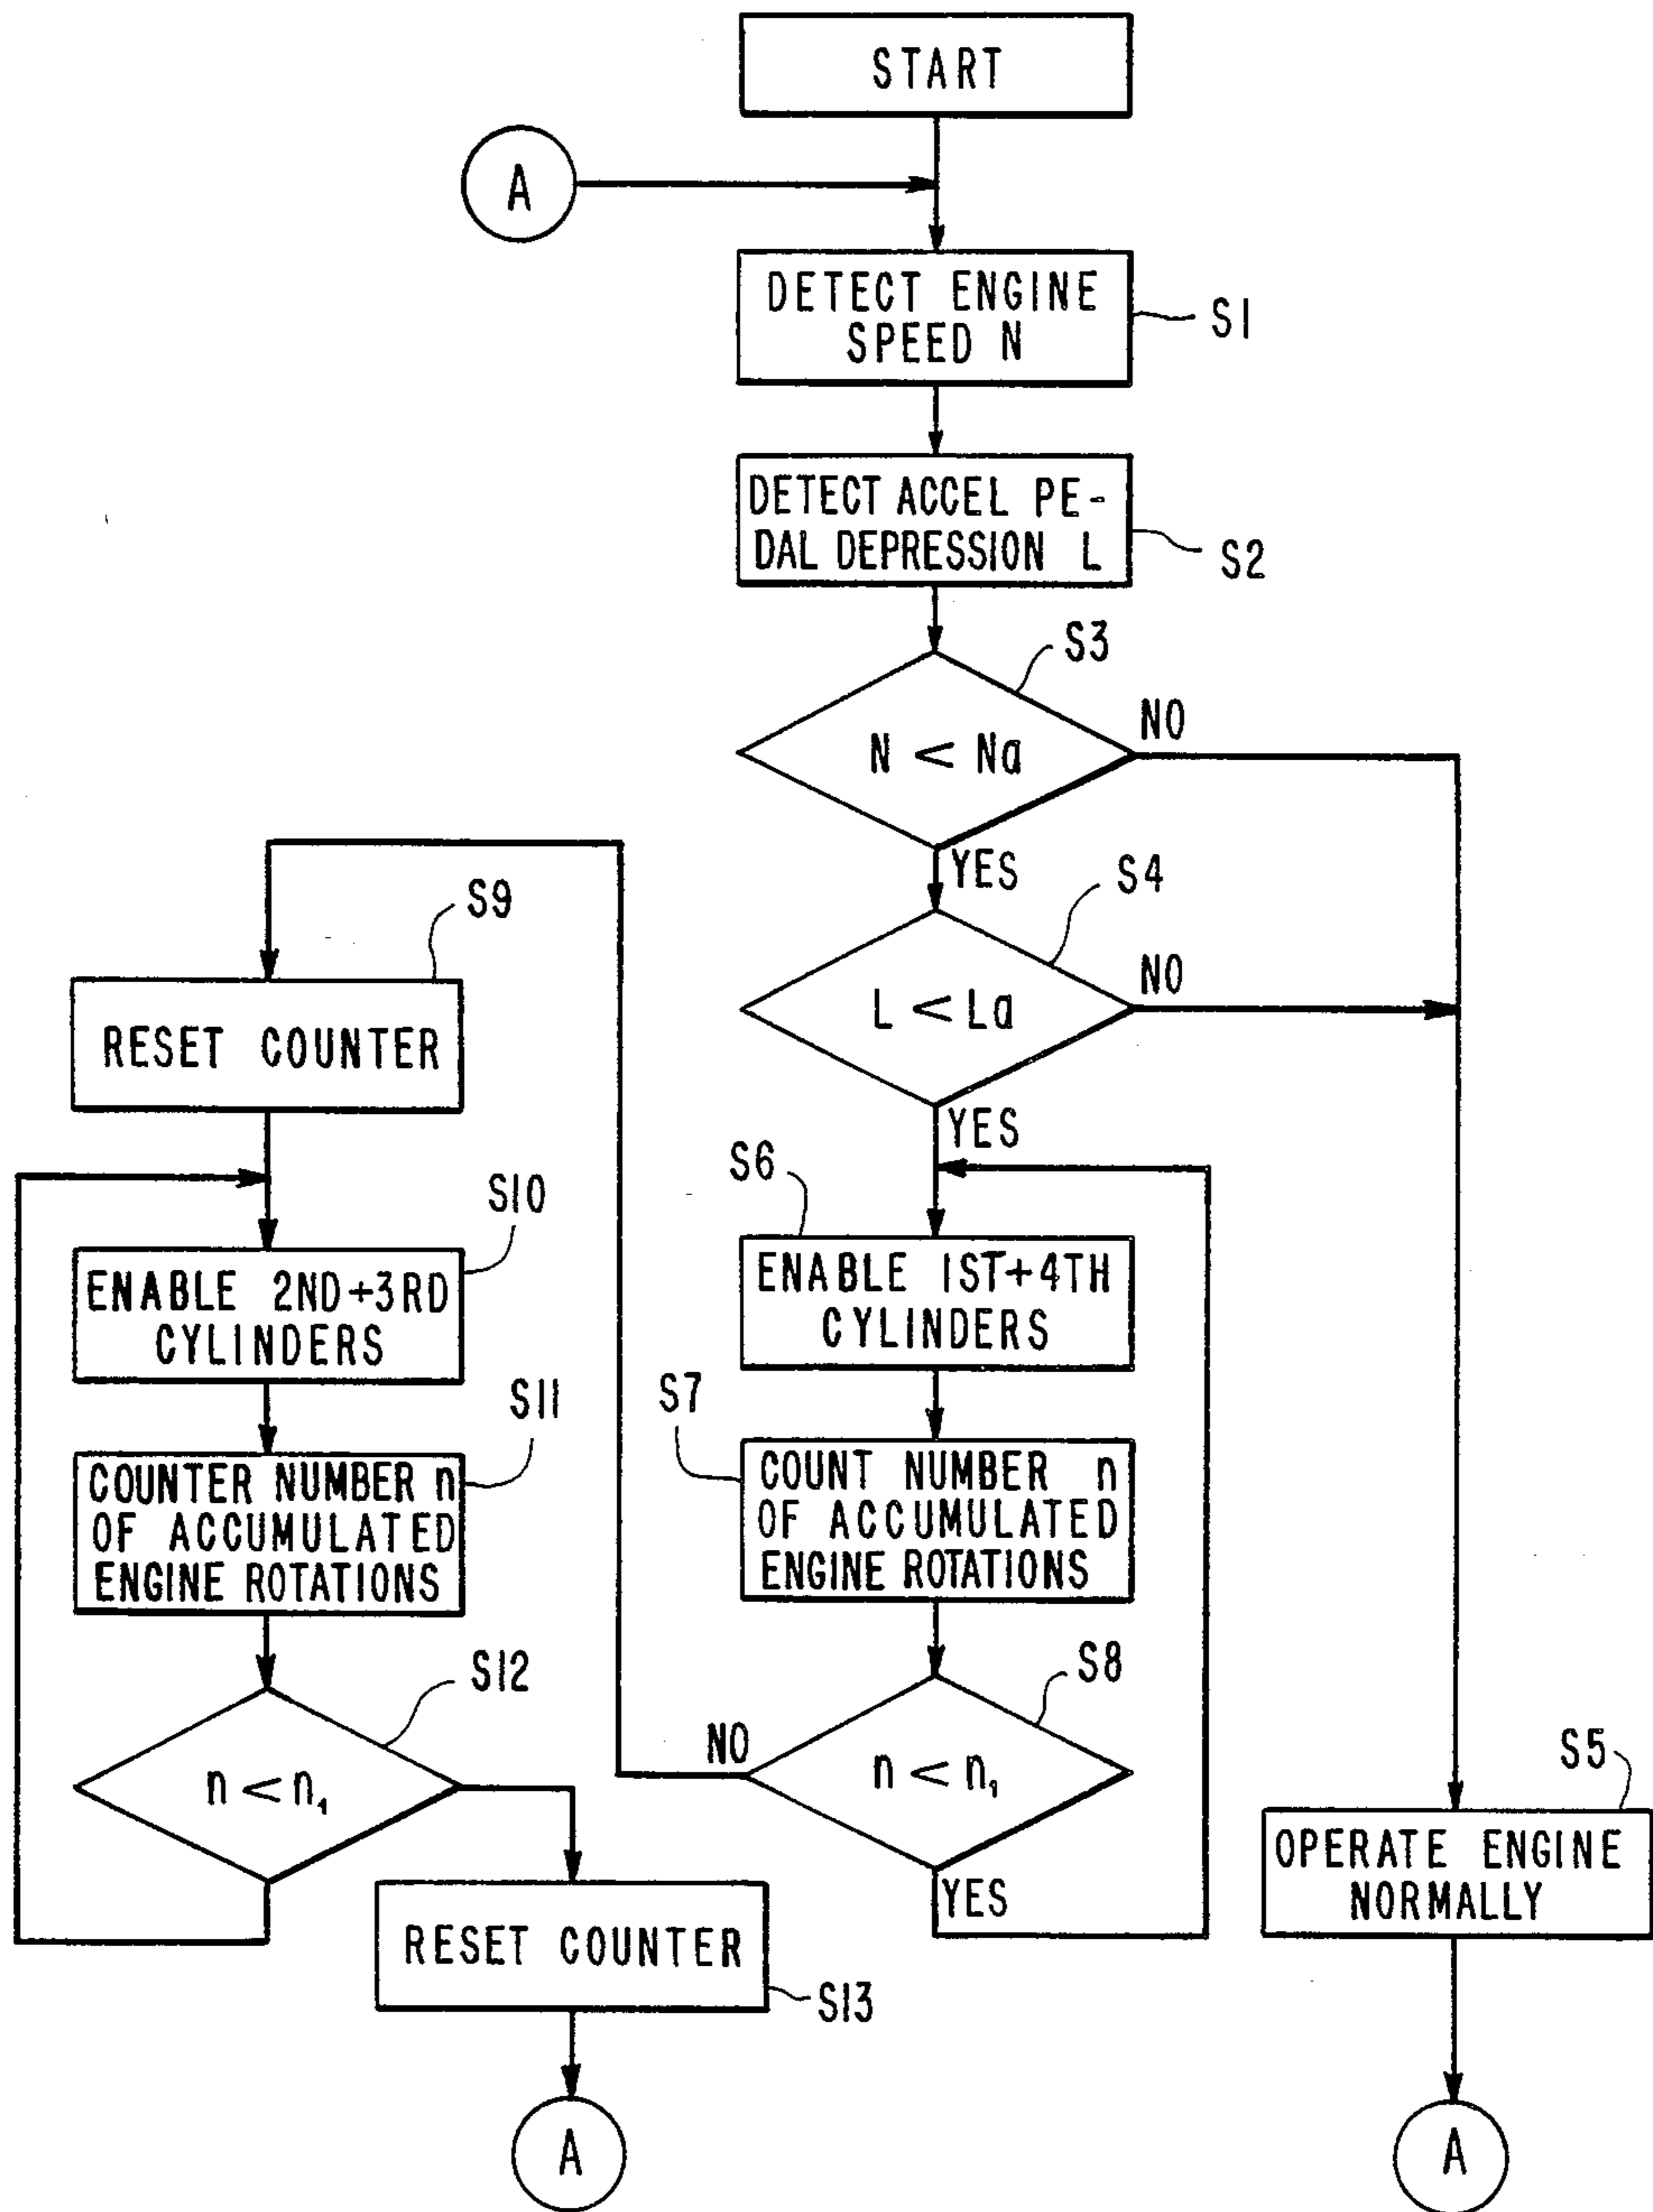 START
A
DETECT ENGINE
SPEED N
S1
DETECT ACCEL PE-
DAL DEPRESSION L
S2
S3
N < Na
NO
YES
S4
L < La
NO
YES
S6
ENABLE 1ST+4TH
CYLINDERS
S7
COUNT NUMBER n
OF ACCUMULATED
ENGINE ROTATIONS
S8
n < n₁
NO
YES
S9
RESET COUNTER
S10
ENABLE 2ND+3RD
CYLINDERS
S11
COUNTER NUMBER n
OF ACCUMULATED
ENGINE ROTATIONS
S12
n < n₁
RESET COUNTER
S13
A
S5
OPERATE ENGINE
NORMALLY
A